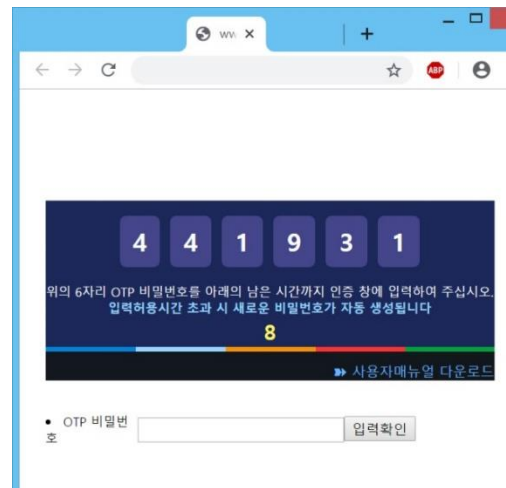 ww
ABP
4 4 1 9 3 1
위의 6자리 OTP 비밀번호를 아래의 남은 시간까지 인증 창에 입력하여 주십시오.
입력허용시간 초과 시 새로운 비밀번호가 자동 생성됩니다
8
사용자매뉴얼 다운로드
OTP 비밀번
호
입력확인